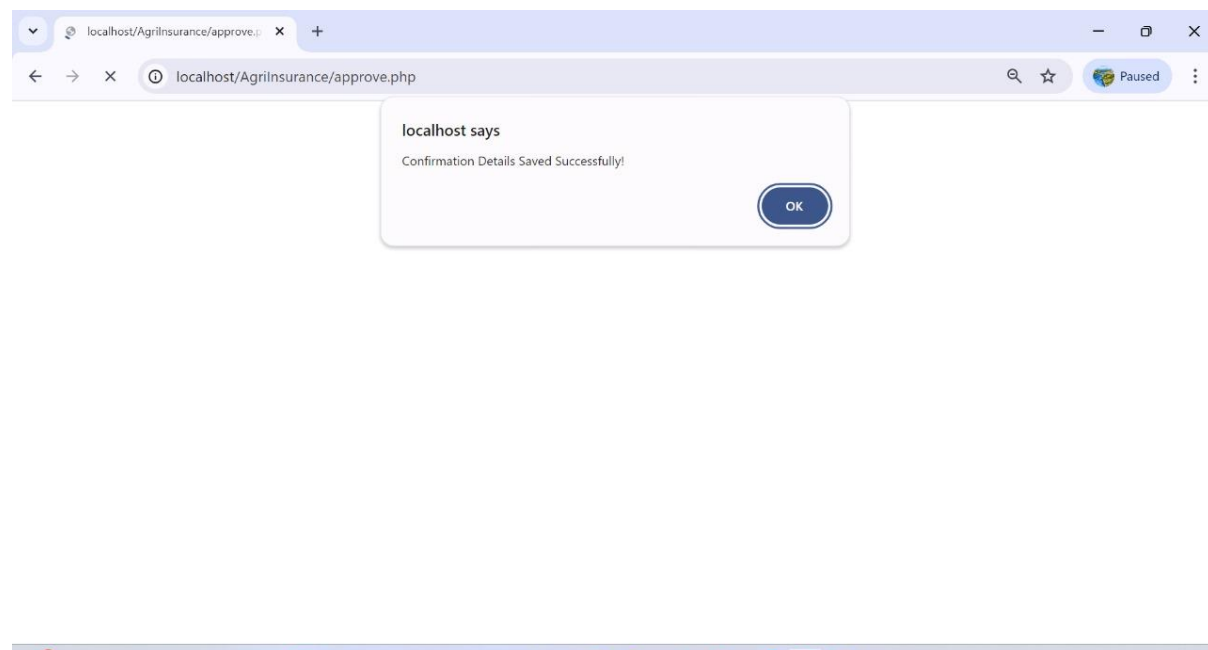 localhost/AgriInsurance/approve.p
localhost/AgriInsurance/approve.php
Paused
localhost says
Confirmation Details Saved Successfully!
OK